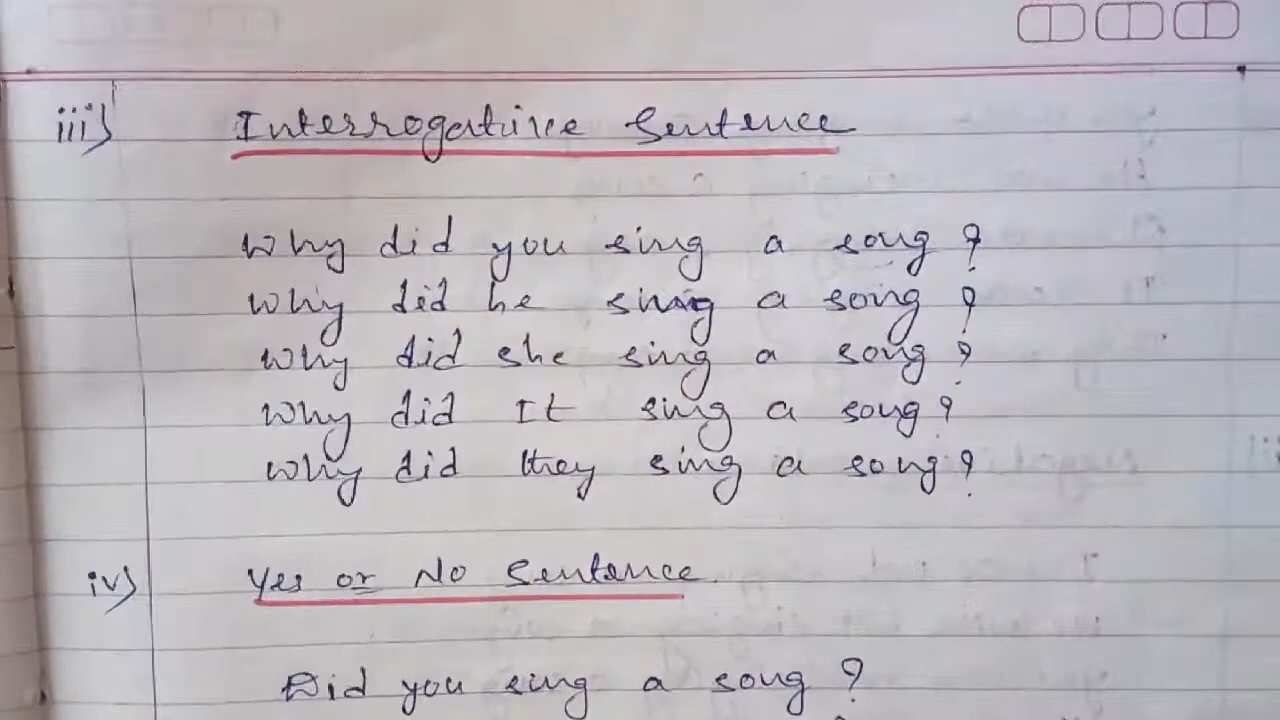 iii) Interrogative Sentence
Why did you sing a song ?
Why did he sing a song ?
Why did she sing a song ?
Why did It sing a song ?
Why did they sing a song ?
iv) Yes or No Sentence.
Did you sing a song ?